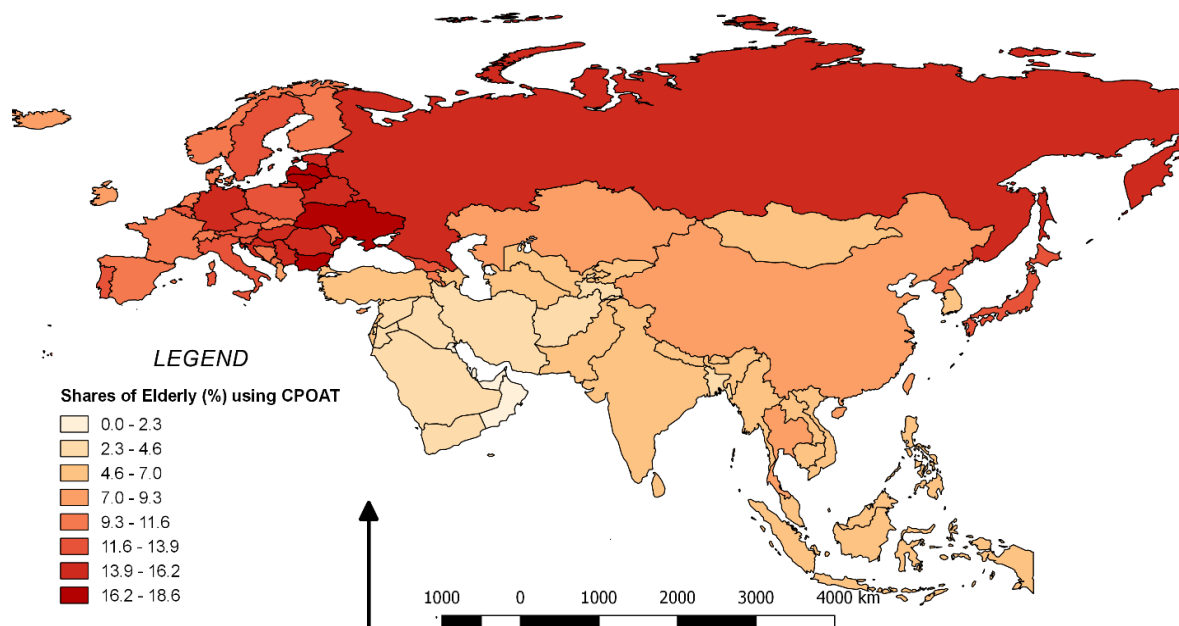 LEGEND
Shares of Elderly (%) using CPOAT
0.0 - 2.3
2.3 - 4.6
4.6 - 7.0
7.0 - 9.3
9.3 - 11.6
11.6 - 13.9
13.9 - 16.2
16.2 - 18.6
1000 0 1000 2000 3000 4000 km